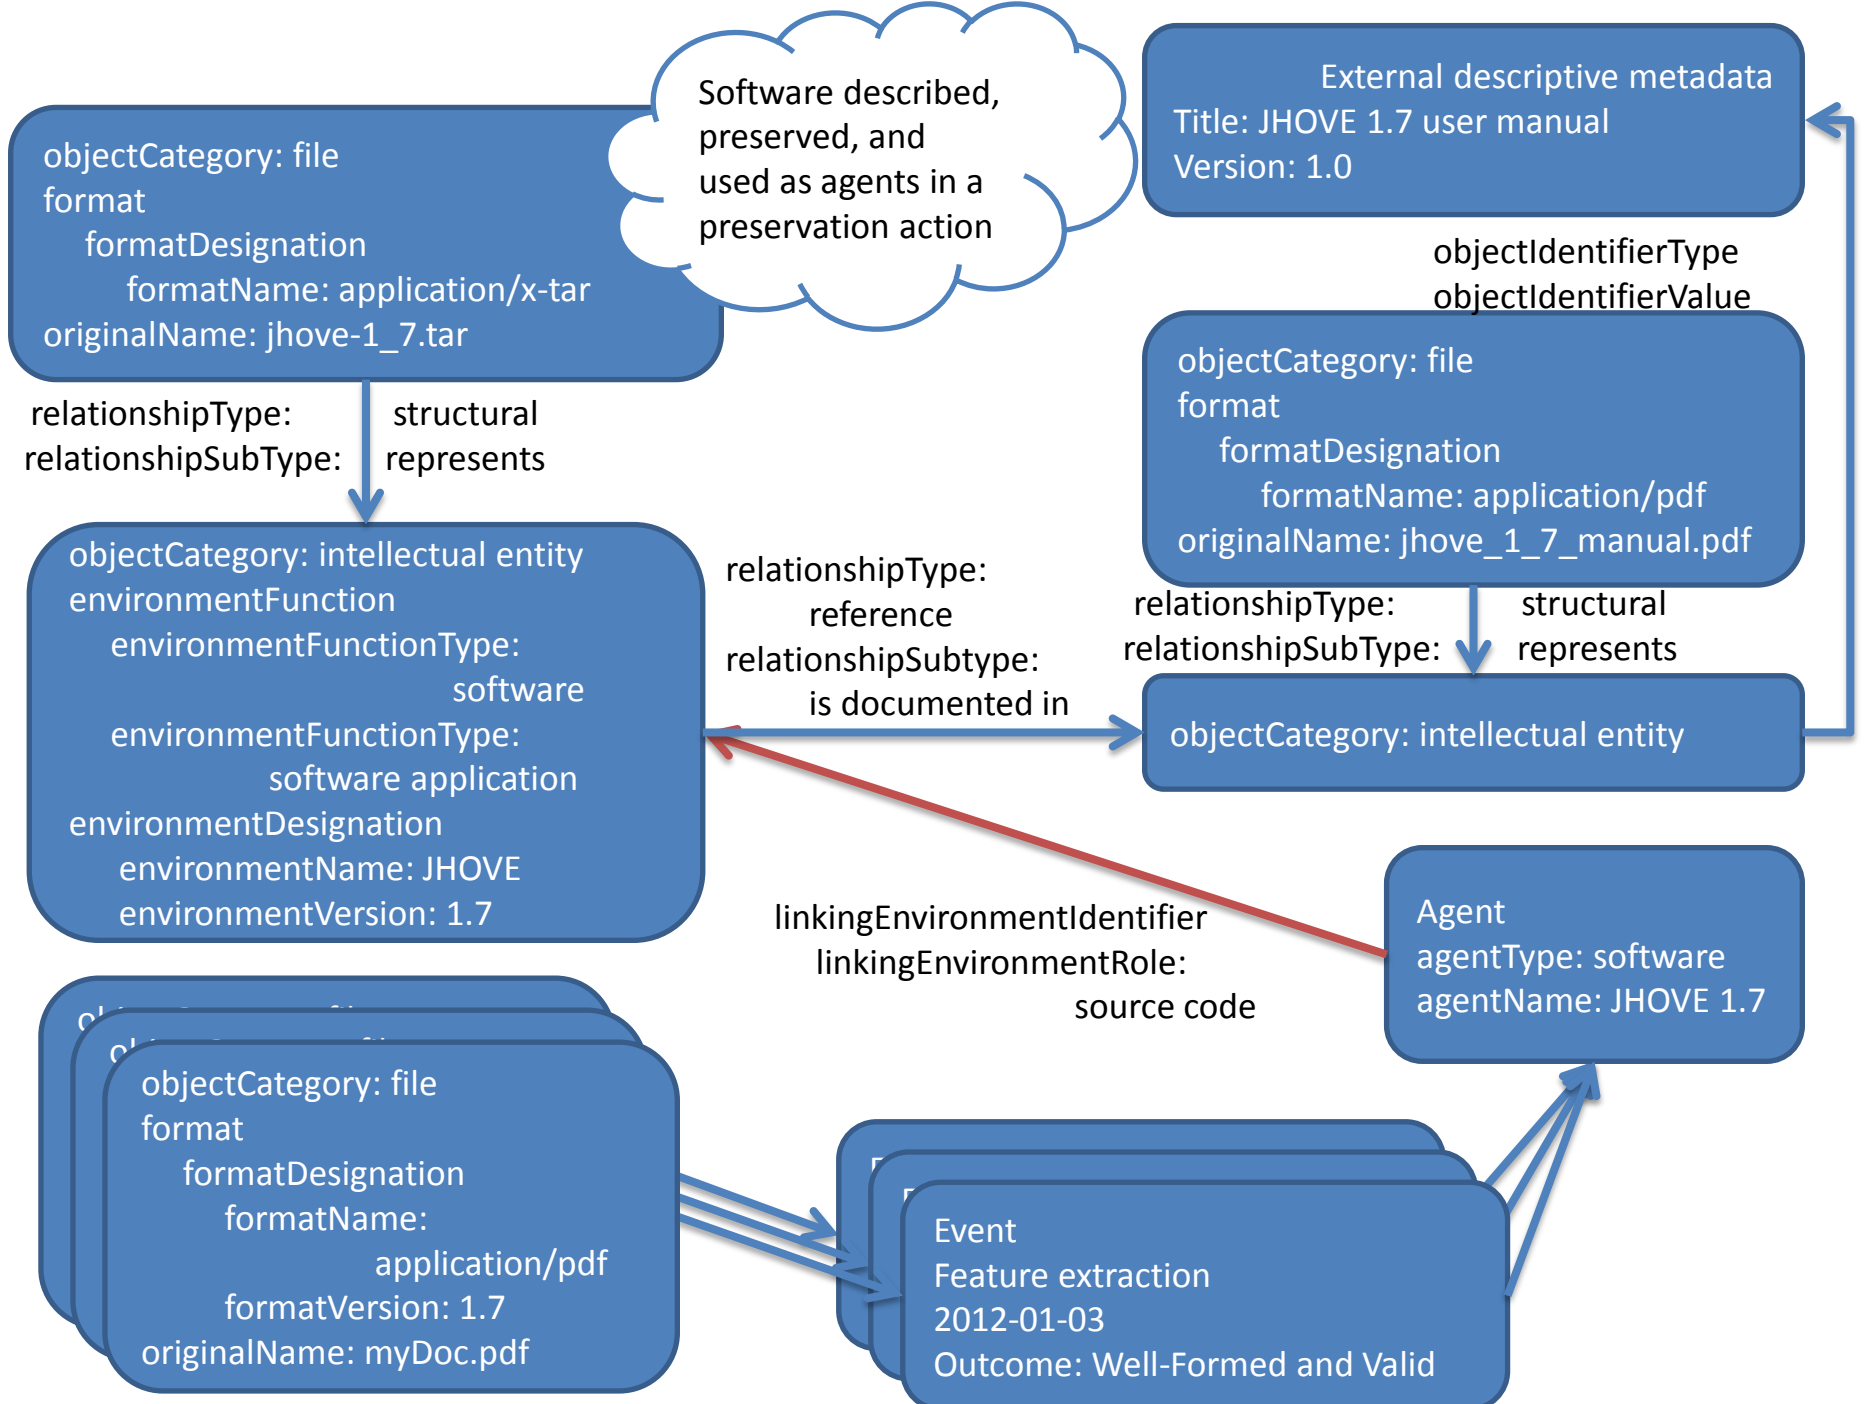 Software described,
preserved, and
used as agents in a
preservation action
External descriptive metadata
Title: JHOVE 1.7 user manual
Version: 1.0
objectCategory: file
format
formatDesignation
formatName: application/x-tar
originalName: jhove-1_7.tar
objectIdentifierType
objectIdentifierValue
objectCategory: file
format
formatDesignation
formatName: application/pdf
originalName: jhove_1_7_manual.pdf
relationshipType: structural
relationshipSubType: represents
objectCategory: intellectual entity
environmentFunction
environmentFunctionType:
software
environmentFunctionType:
software application
environmentDesignation
environmentName: JHOVE
environmentVersion: 1.7
relationshipType:
reference
relationshipSubtype:
is documented in
relationshipType: structural
relationshipSubType: represents
objectCategory: intellectual entity
linkingEnvironmentIdentifier
linkingEnvironmentRole:
source code
Agent
agentType: software
agentName: JHOVE 1.7
objectCategory: file
format
formatDesignation
formatName:
application/pdf
formatVersion: 1.7
originalName: myDoc.pdf
Event
Feature extraction
2012-01-03
Outcome: Well-Formed and Valid